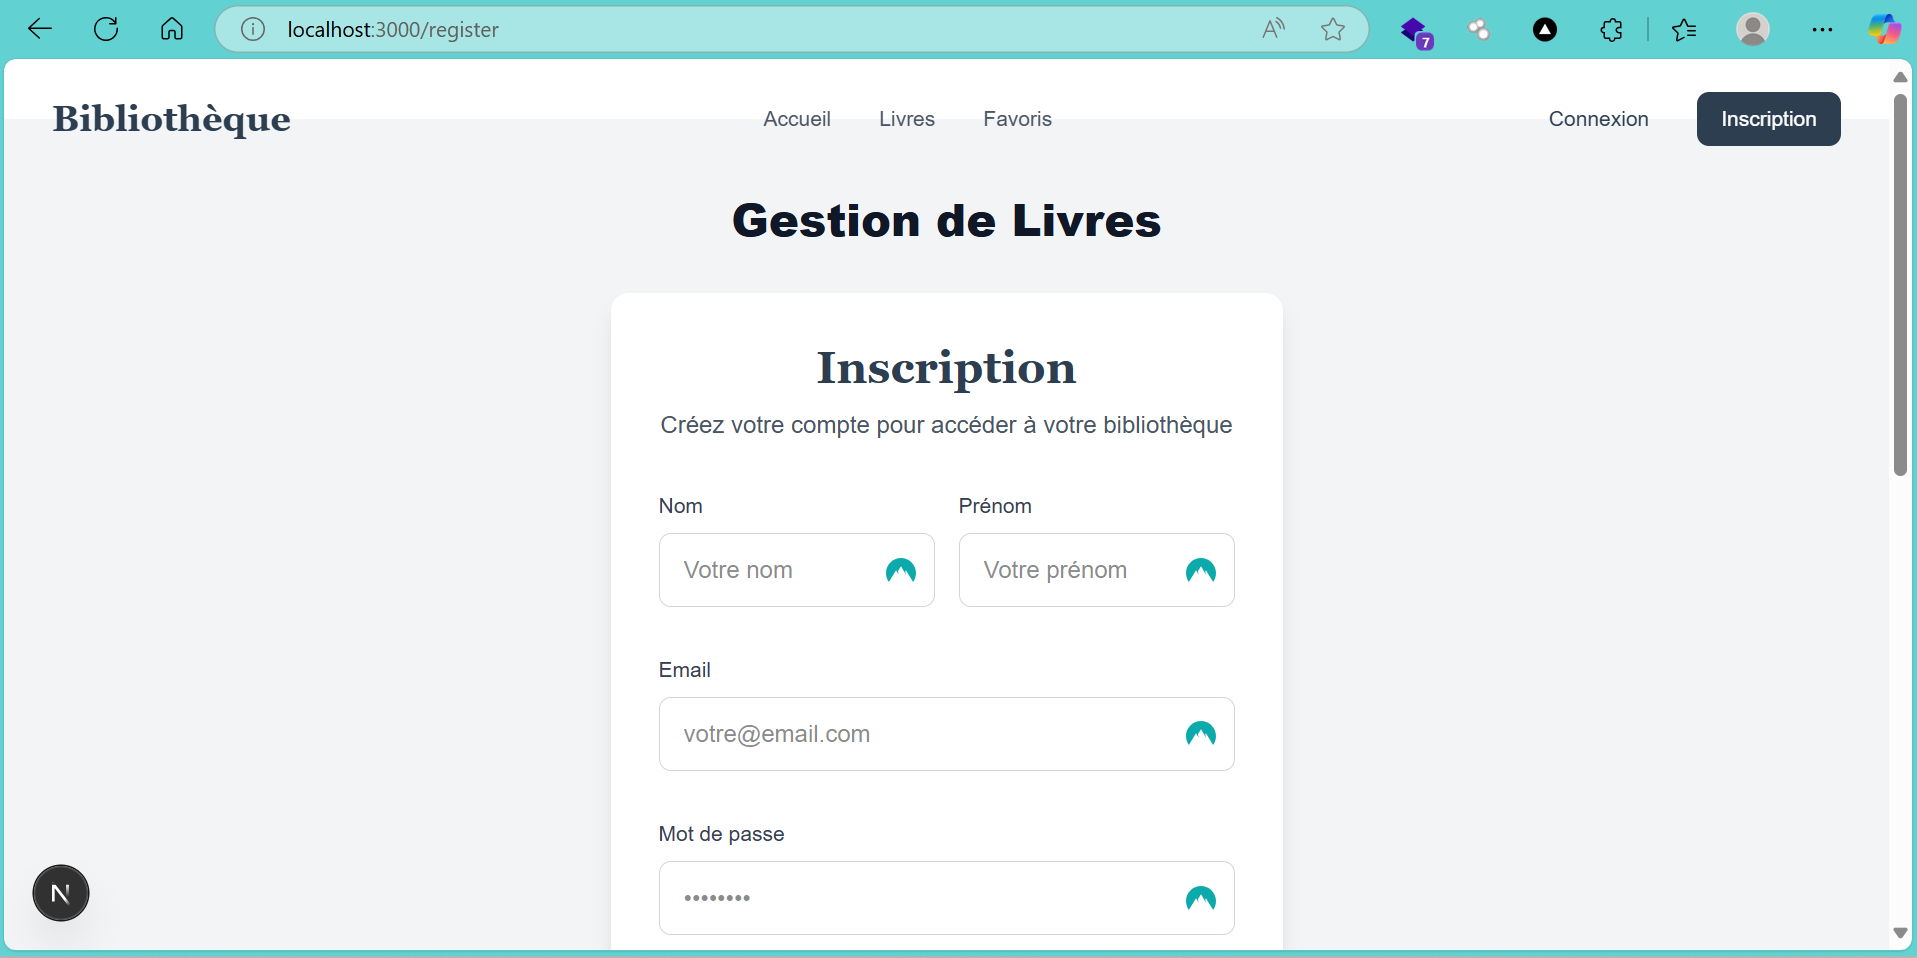 localhost:3000/register
7
Bibliothèque
Accueil Livres Favoris
Connexion Inscription
Gestion de Livres
Inscription
Créez votre compte pour accéder à votre bibliothèque
Nom Prénom
Votre nom Votre prénom
Email
votre@email.com
Mot de passe
••••••••
N